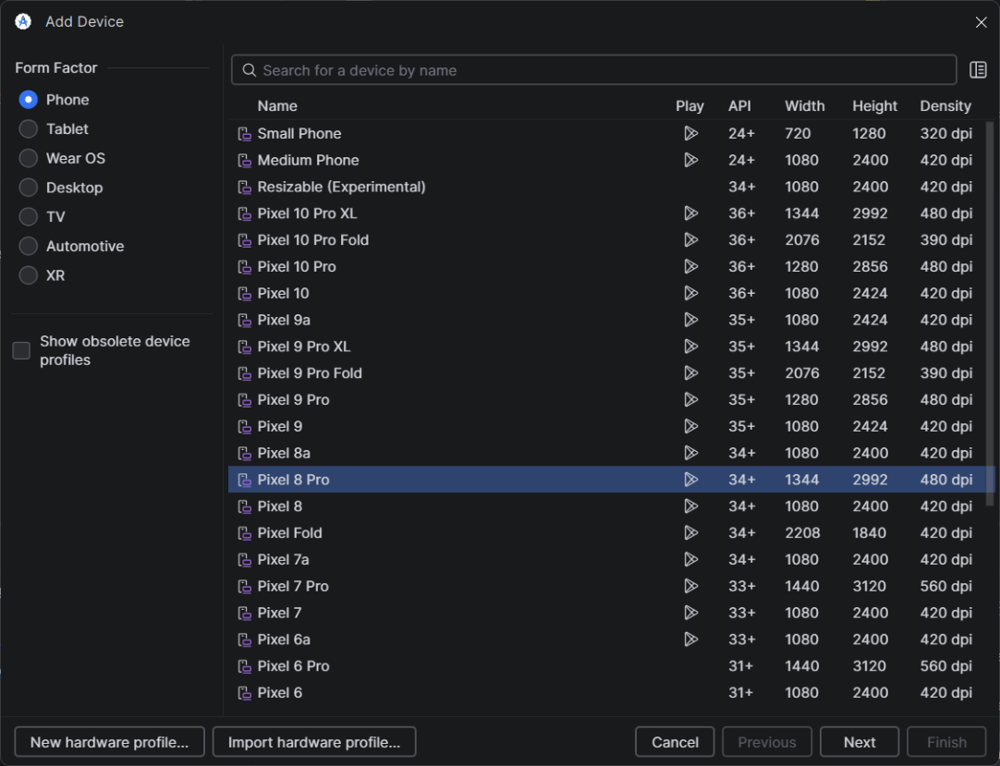 Add Device
Form Factor
Phone
Tablet
Wear OS
Desktop
TV
Automotive
XR
Show obsolete device
profiles
Search for a device by name
Name Play API Width Height Density
Small Phone 24+ 720 1280 320 dpi
Medium Phone 24+ 1080 2400 420 dpi
Resizable (Experimental) 34+ 1080 2400 420 dpi
Pixel 10 Pro XL 36+ 1344 2992 480 dpi
Pixel 10 Pro Fold 36+ 2076 2152 390 dpi
Pixel 10 Pro 36+ 1280 2856 480 dpi
Pixel 10 36+ 1080 2424 420 dpi
Pixel 9a 35+ 1080 2424 420 dpi
Pixel 9 Pro XL 35+ 1344 2992 480 dpi
Pixel 9 Pro Fold 35+ 2076 2152 390 dpi
Pixel 9 Pro 35+ 1280 2856 480 dpi
Pixel 9 35+ 1080 2424 420 dpi
Pixel 8a 34+ 1080 2400 420 dpi
Pixel 8 Pro 34+ 1344 2992 480 dpi
Pixel 8 34+ 1080 2400 420 dpi
Pixel Fold 34+ 2208 1840 420 dpi
Pixel 7a 34+ 1080 2400 420 dpi
Pixel 7 Pro 33+ 1440 3120 560 dpi
Pixel 7 33+ 1080 2400 420 dpi
Pixel 6a 33+ 1080 2400 420 dpi
Pixel 6 Pro 31+ 1440 3120 560 dpi
Pixel 6 31+ 1080 2400 420 dpi
New hardware profile... Import hardware profile... Cancel Previous Next Finish